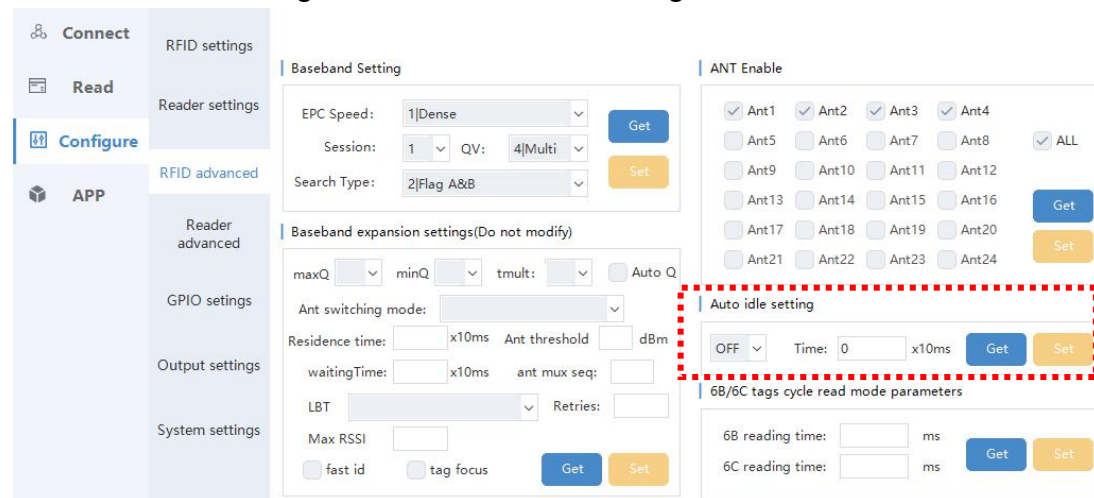 Connect
Read
Configure
APP
RFID settings
Reader settings
RFID advanced
Reader
advanced
GPIO setings
Output settings
System settings
Baseband Setting
EPC Speed: 1|Dense
Session: 1 QV: 4|Multi
Search Type: 2|Flag A&B
Get
Set
Baseband expansion settings(Do not modify)
maxQ minQ tmult: Auto Q
Ant switching mode:
Residence time: x10ms Ant threshold dBm
waitingTime: x10ms ant mux seq:
LBT Retries:
Max RSSI
fast id tag focus Get Set
ANT Enable
Ant1 Ant2 Ant3 Ant4
Ant5 Ant6 Ant7 Ant8 ALL
Ant9 Ant10 Ant11 Ant12
Ant13 Ant14 Ant15 Ant16 Get
Ant17 Ant18 Ant19 Ant20
Set
Ant21 Ant22 Ant23 Ant24
Auto idle setting
OFF Time: 0 x10ms Get Set
6B/6C tags cycle read mode parameters
6B reading time: ms
6C reading time: ms
Get Set